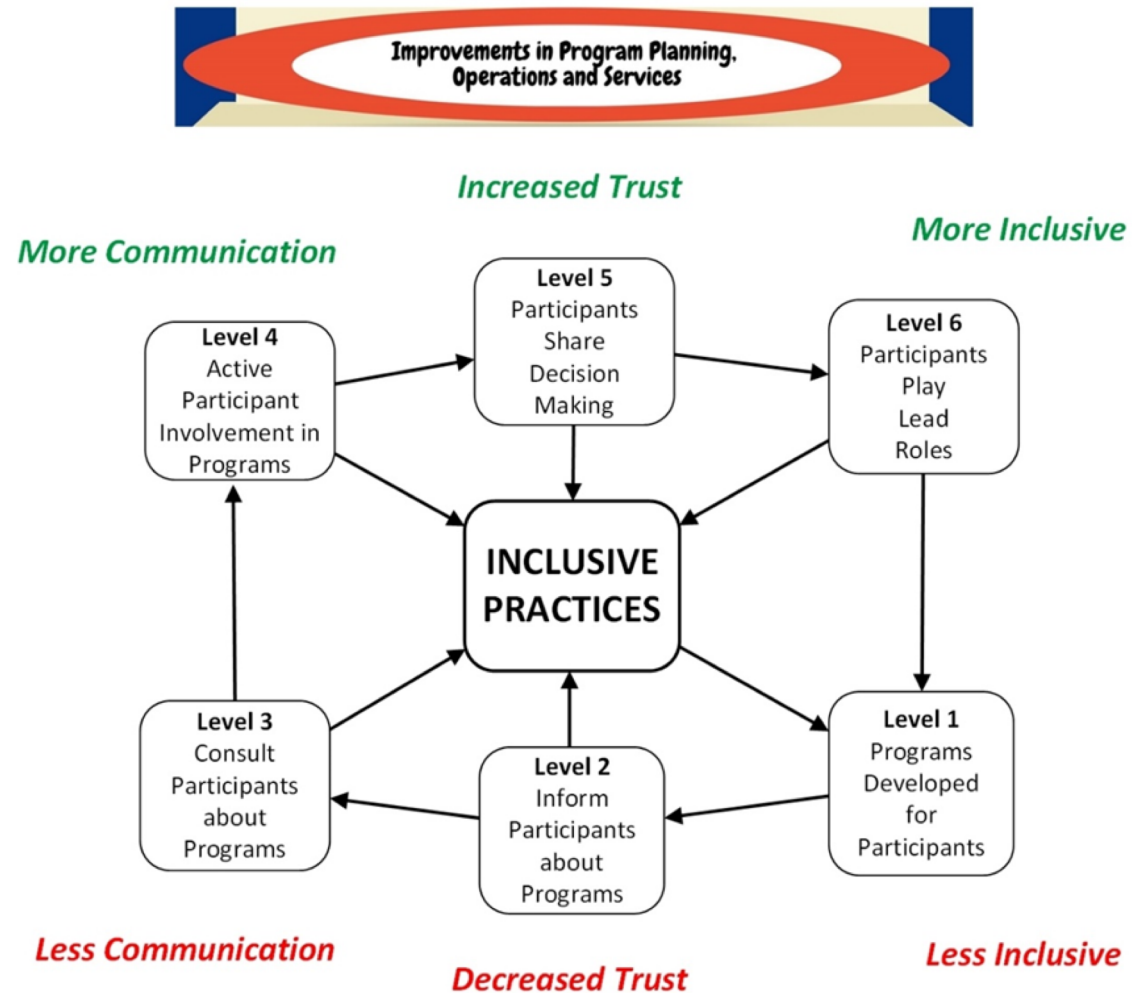 Improvements in Program Planning,
Operations and Services
Increased Trust
More Communication
More Inclusive
Level 4
Active
Participant
Involvement in
Programs
Level 5
Participants
Share
Decision
Making
Level 6
Participants
Play
Lead
Roles
INCLUSIVE
PRACTICES
Level 3
Consult
Participants
about
Programs
Level 2
Inform
Participants
about
Programs
Level 1
Programs
Developed
for
Participants
Less Communication
Decreased Trust
Less Inclusive